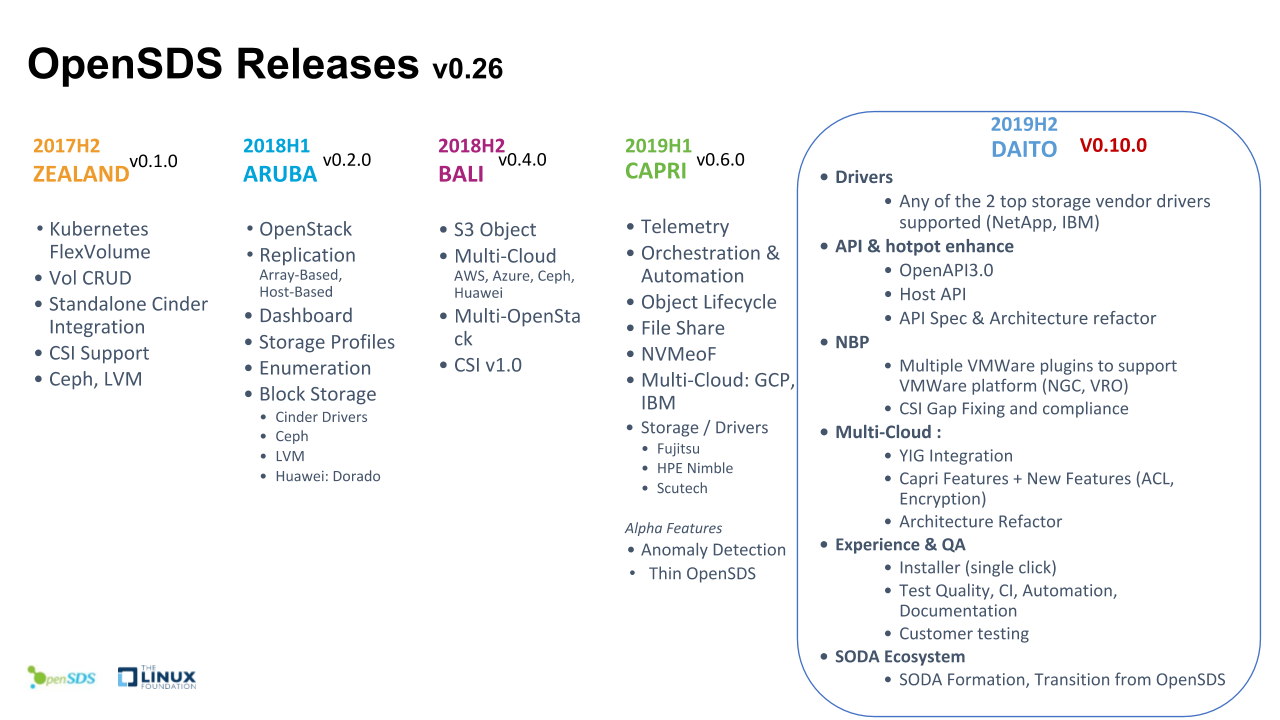 OpenSDS Releases v0.26
2017H2
ZEALAND v0.1.0
• Kubernetes
FlexVolume
• Vol CRUD
• Standalone Cinder
Integration
• CSI Support
• Ceph, LVM
2018H1
ARUBA v0.2.0
• OpenStack
• Replication
Array-Based,
Host-Based
• Dashboard
• Storage Profiles
• Enumeration
• Block Storage
• Cinder Drivers
• Ceph
• LVM
• Huawei: Dorado
2018H2
BALI v0.4.0
• S3 Object
• Multi-Cloud
AWS, Azure, Ceph,
Huawei
• Multi-OpenSta
ck
• CSI v1.0
2019H1
CAPRI v0.6.0
• Telemetry
• Orchestration &
Automation
• Object Lifecycle
• File Share
• NVMeoF
• Multi-Cloud: GCP,
IBM
• Storage / Drivers
• Fujitsu
• HPE Nimble
• Scutech
Alpha Features
• Anomaly Detection
• Thin OpenSDS
2019H2
DAITO V0.10.0
• Drivers
• Any of the 2 top storage vendor drivers
supported (NetApp, IBM)
• API & hotpot enhance
• OpenAPI3.0
• Host API
• API Spec & Architecture refactor
• NBP
• Multiple VMWare plugins to support
VMWare platform (NGC, VRO)
• CSI Gap Fixing and compliance
• Multi-Cloud :
• YIG Integration
• Capri Features + New Features (ACL,
Encryption)
• Architecture Refactor
• Experience & QA
• Installer (single click)
• Test Quality, CI, Automation,
Documentation
• Customer testing
• SODA Ecosystem
• SODA Formation, Transition from OpenSDS
OpenSDS
THE
LINUX
FOUNDATION